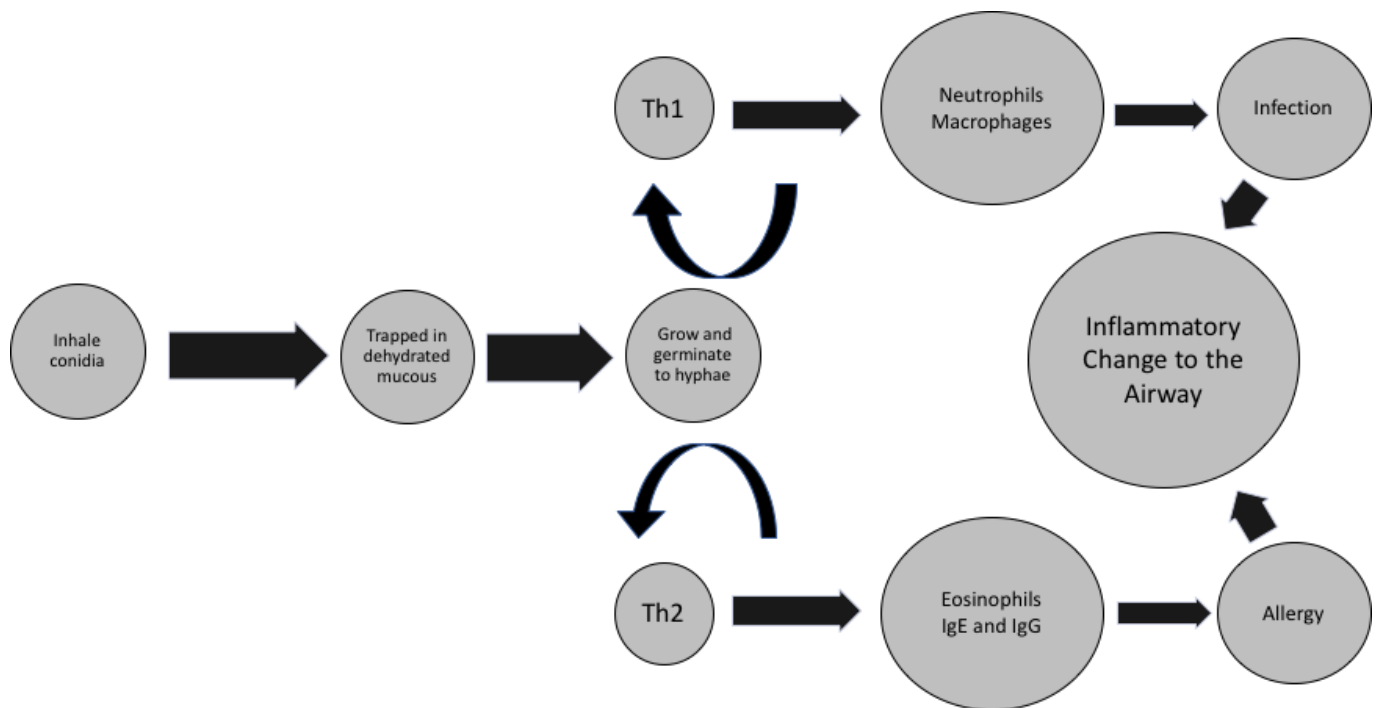 Inhale
conidia
Trapped in
dehydrated
mucous
Grow and
germinate
to hyphae
Th1
Neutrophils
Macrophages
Infection
Th2
Eosinophils
IgE and IgG
Allergy
Inflammatory
Change to the
Airway